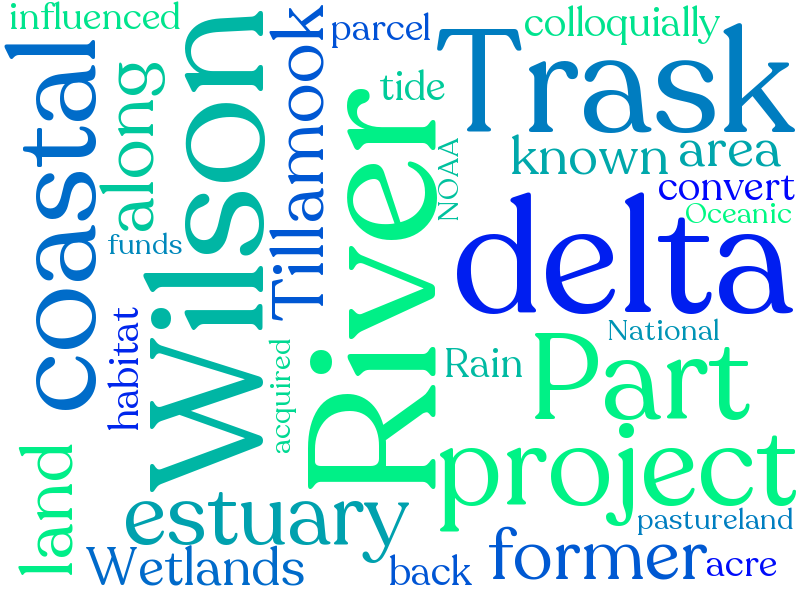 influenced
coastal
along
funds
habitat
land
Wilson
Tillamook
acquired
parcel
tide
River
NOAA
colloquially
Trask
known
area
convert
Oceanic
delta
National
Rain
Part
project
pastureland
estuary
Wetlands
back
former
acre